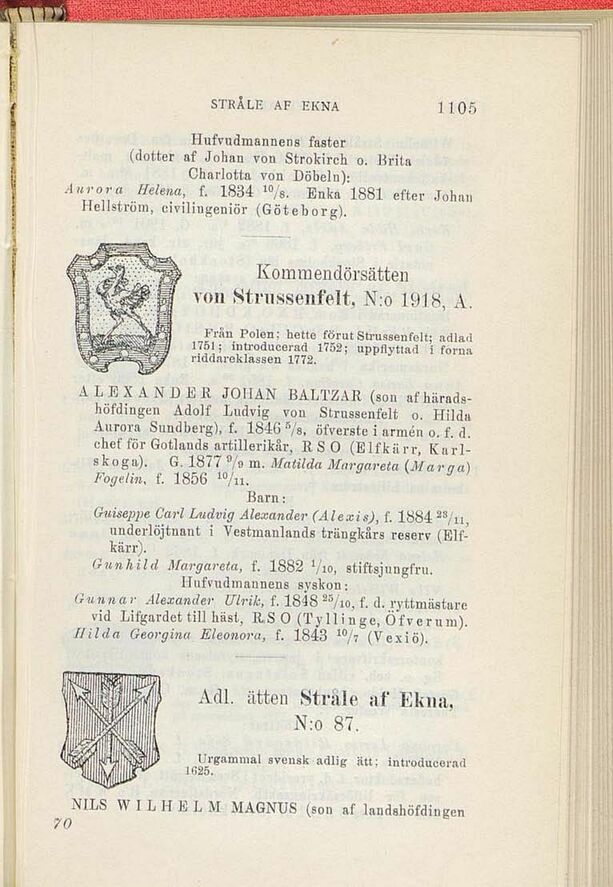 STRÅLE AF EKNA 1105
Hufvudmannens faster
(dotter af Johan von Strokirch o. Brita
Charlotta von Döbeln):
Aurora Helena, f. 1834 10/8. Enka 1881 efter Johan
Hellström, civilingeniör (Göteborg).
Kommendörsätten
von Strussenfelt, N:o 1918, A.
Från Polen; hette förut Strussenfelt; adlad
1751; introducerad 1752; uppflyttad i forna
riddareklassen 1772.
ALEXANDER JOHAN BALTZAR (son af härads-
höfdingen Adolf Ludvig von Strussenfelt o. Hilda
Aurora Sundberg), f. 1846 5/8, öfverste i armén o. f. d.
chef för Gotlands artillerikår, RSO (Elfkärr, Karl-
skoga). G. 1877 9/9 m. Matilda Margareta (Marga)
Fogelin, f. 1856 10/11.
Barn:
Guiseppe Carl Ludvig Alexander (Alexis), f. 1884 23/11,
underlöjtnant i Vestmanlands trängkårs reserv (Elf-
kärr).
Gunhild Margareta, f. 1882 1/10, stiftsjungfru.
Hufvudmannens syskon:
Gunnar Alexander Ulrik, f. 1848 25/10, f. d. ryttmästare
vid Lifgardet till häst, RSO (Tyllinge, Öfverum).
Hilda Georgina Eleonora, f. 1843 10/7 (Vexiö).
Adl. ätten Stråle af Ekna,
N:o 87.
Urgammal svensk adlig ätt; introducerad
1625.
NILS WILHELM MAGNUS (son af landshöfdingen
70